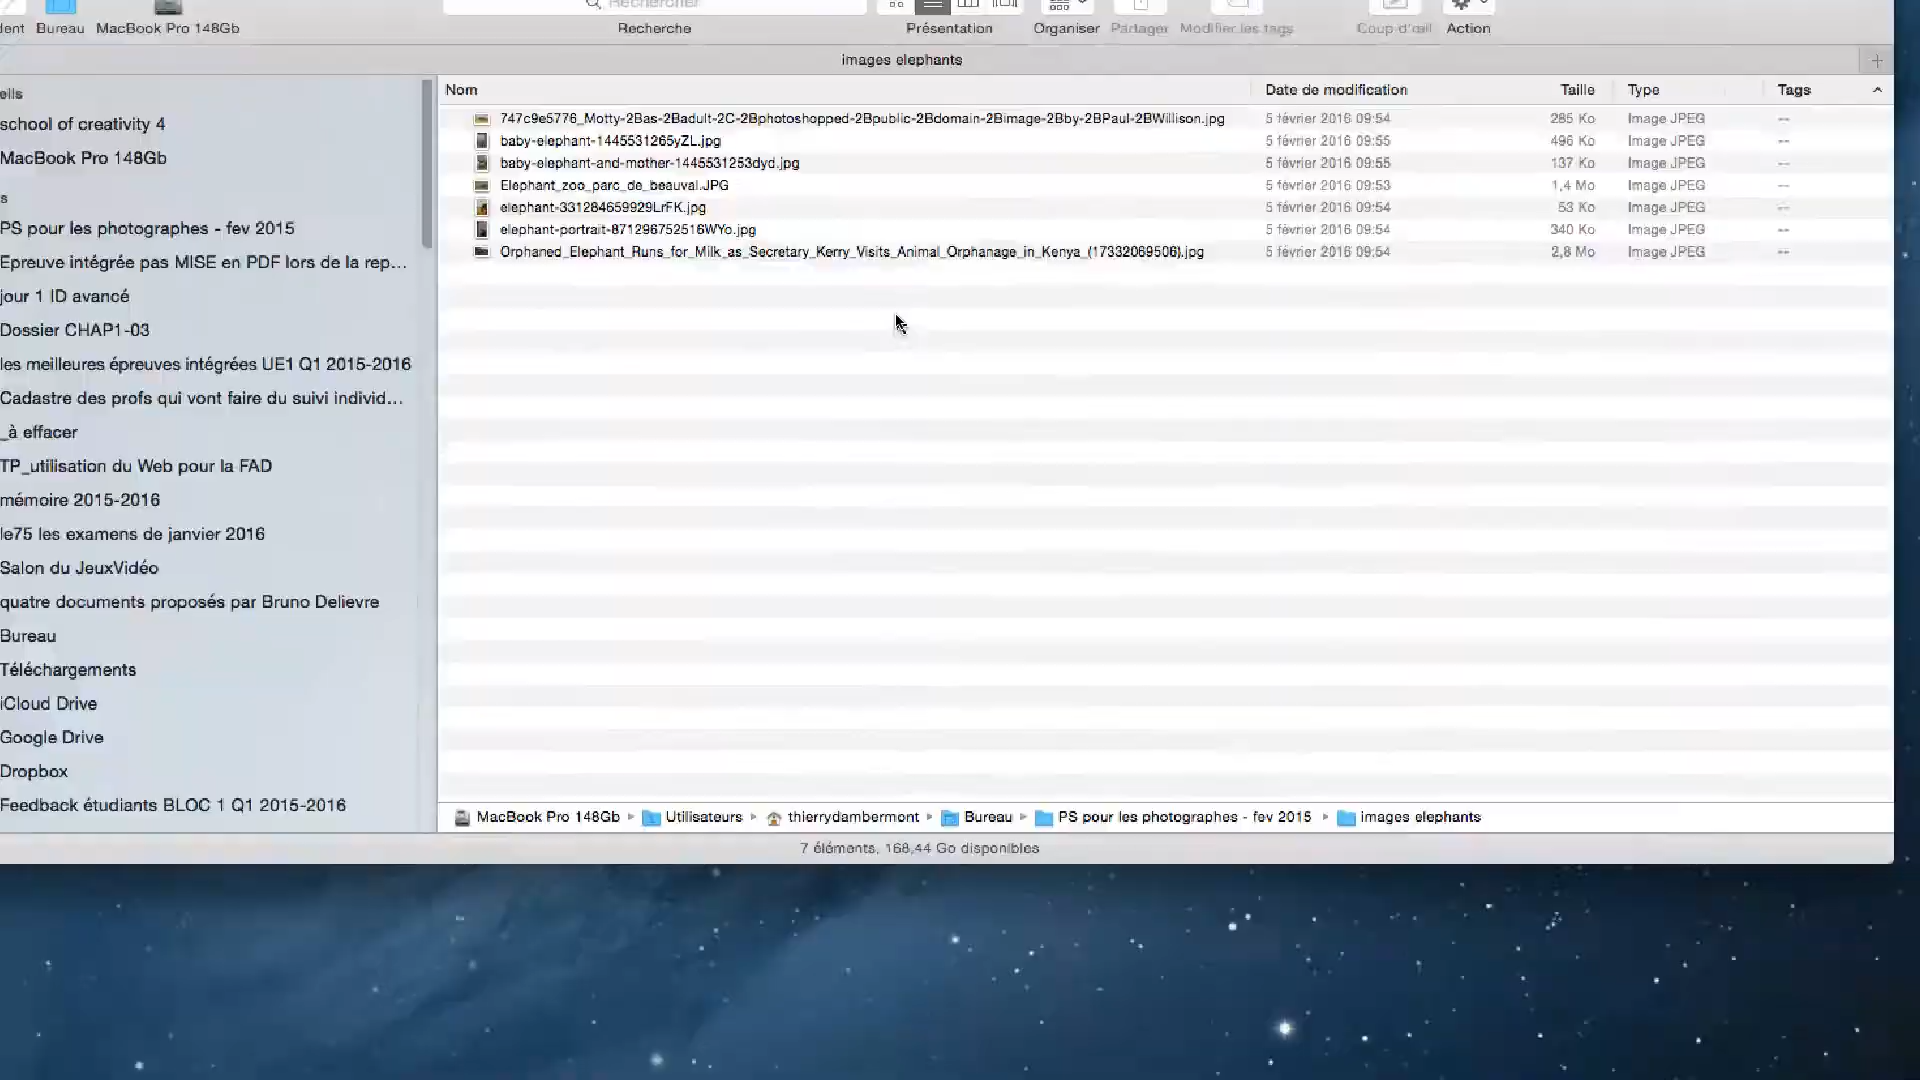 Rechercher
Bureau MacBook Pro 148Gb Recherche Présentation Organiser Partager Modifier les tags Coup d'œil Action
images elephants
school of creativity 4
MacBook Pro 148Gb
s
PS pour les photographes - fev 2015
Epreuve intégrée pas MISE en PDF lors de la rep...
jour 1 ID avancé
Dossier CHAP1-03
les meilleures épreuves intégrées UE1 Q1 2015-2016
Cadastre des profs qui vont faire du suivi individ...
_à effacer
TP_utilisation du Web pour la FAD
mémoire 2015-2016
le75 les examens de janvier 2016
Salon du JeuxVidéo
quatre documents proposés par Bruno Delievre
Bureau
Téléchargements
iCloud Drive
Google Drive
Dropbox
Feedback étudiants BLOC 1 Q1 2015-2016
Nom Date de modification Taille Type Tags
747c9e5776_Motty-2Bas-2Badult-2C-2Bphotoshopped-2Bpublic-2Bdomain-2Bimage-2Bby-2BPaul-2BWillison.jpg 5 février 2016 09:54 285 Ko Image JPEG --
baby-elephant-1445531265yZL.jpg 5 février 2016 09:55 496 Ko Image JPEG --
baby-elephant-and-mother-1445531253dyd.jpg 5 février 2016 09:55 137 Ko Image JPEG --
Elephant_zoo_parc_de_beauval.JPG 5 février 2016 09:53 1,4 Mo Image JPEG --
elephant-331284659929LrFK.jpg 5 février 2016 09:54 53 Ko Image JPEG --
elephant-portrait-871296752516WYo.jpg 5 février 2016 09:54 340 Ko Image JPEG --
Orphaned_Elephant_Runs_for_Milk_as_Secretary_Kerry_Visits_Animal_Orphanage_in_Kenya_(17332069506).jpg 5 février 2016 09:54 2,8 Mo Image JPEG --
MacBook Pro 148Gb Utilisateurs thierrydambermont Bureau PS pour les photographes - fev 2015 images elephants
7 éléments, 168,44 Go disponibles